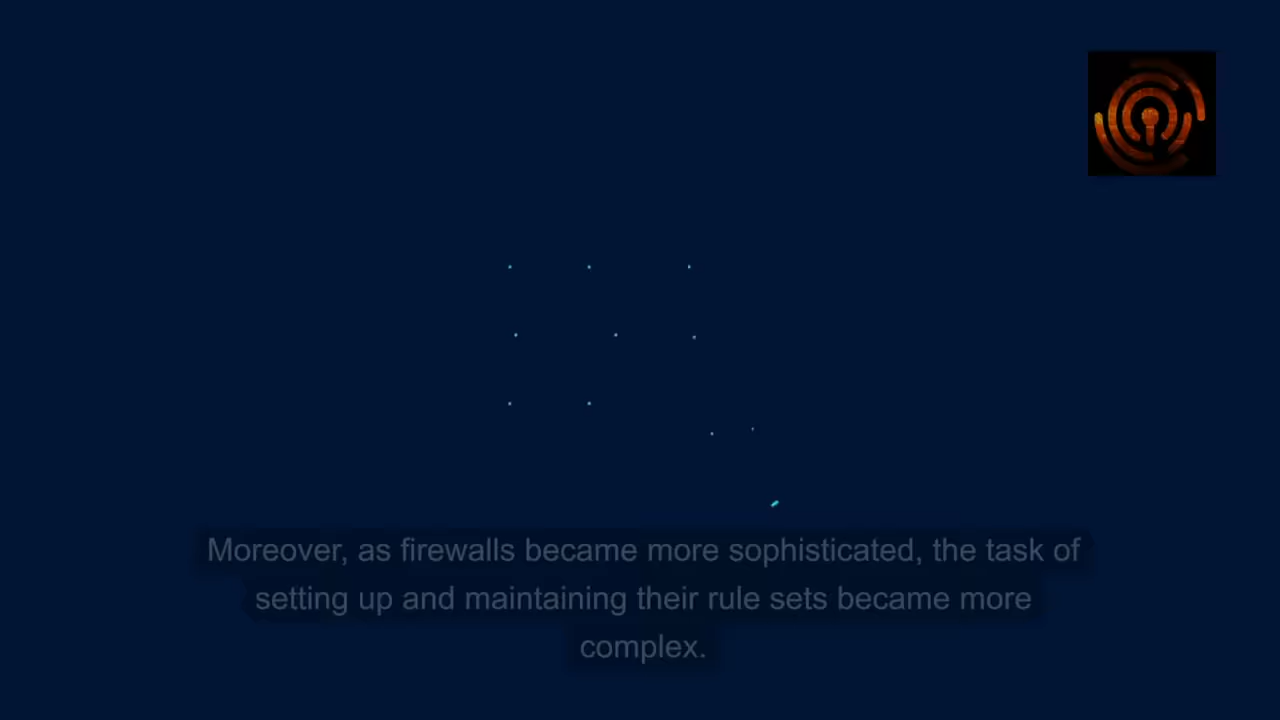 Moreover, as firewalls became more sophisticated, the task of
setting up and maintaining their rule sets became more
complex.